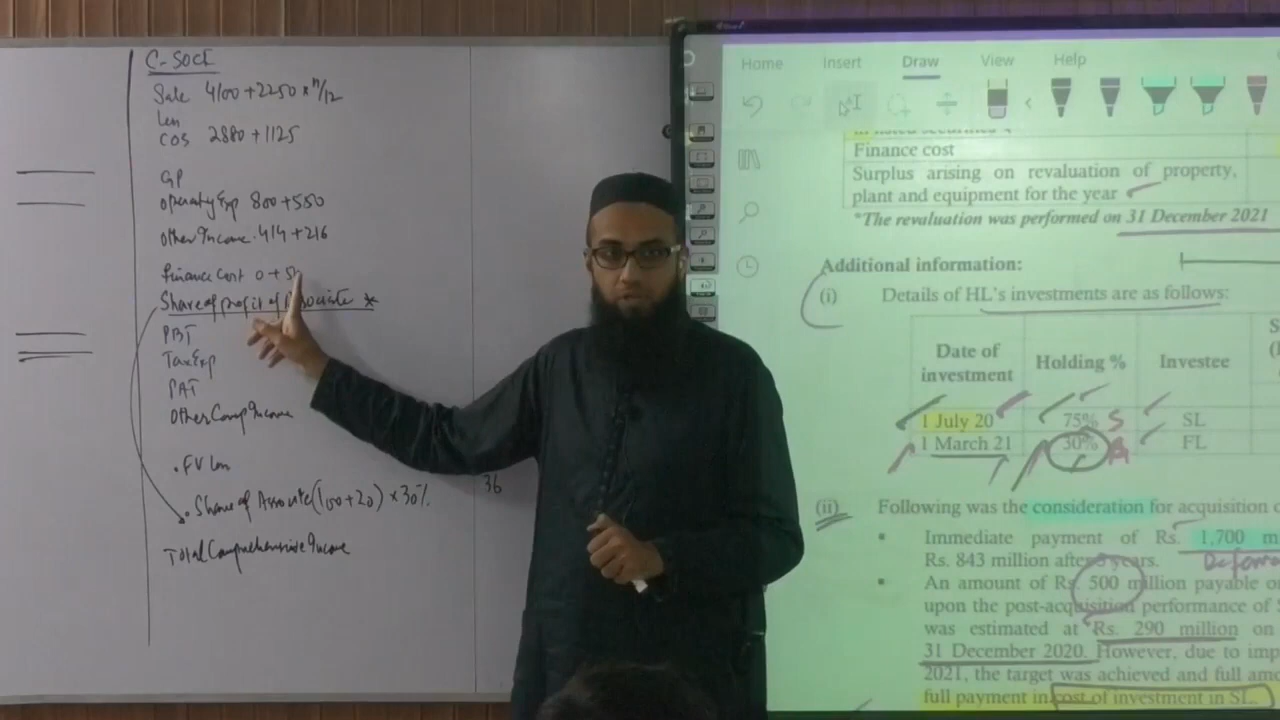 C-SOCI
Sale 4100+2250 x 11/12
Less
COS 2880+1125
GP
Operating Exp 800+550
Other Income 414+216
Finance Cost 0+5
Share of profit of Associate *
PBT
Tax Exp
PAT
Other Comp Income
• FV Loss
• Share of Associate (100+20) x 30% 36
Total Comprehensive Income
Home Insert Draw View Help
in listed securities
Finance cost
Surplus arising on revaluation of property,
plant and equipment for the year
*The revaluation was performed on 31 December 2021
Additional information:
(i) Details of HL's investments are as follows:
Date of investment Holding % Investee
1 July 20 75% S SL
1 March 21 30% A FL
(ii) Following was the consideration for acquisition
▪ Immediate payment of Rs. 1,700 m
Rs. 843 million after years.
▪ An amount of Rs. 500 million payable
upon the post-acquisition performance of
was estimated at Rs. 290 million on
31 December 2020. However, due to
2021, the target was achieved and full
full payment in cost of investment in SL.